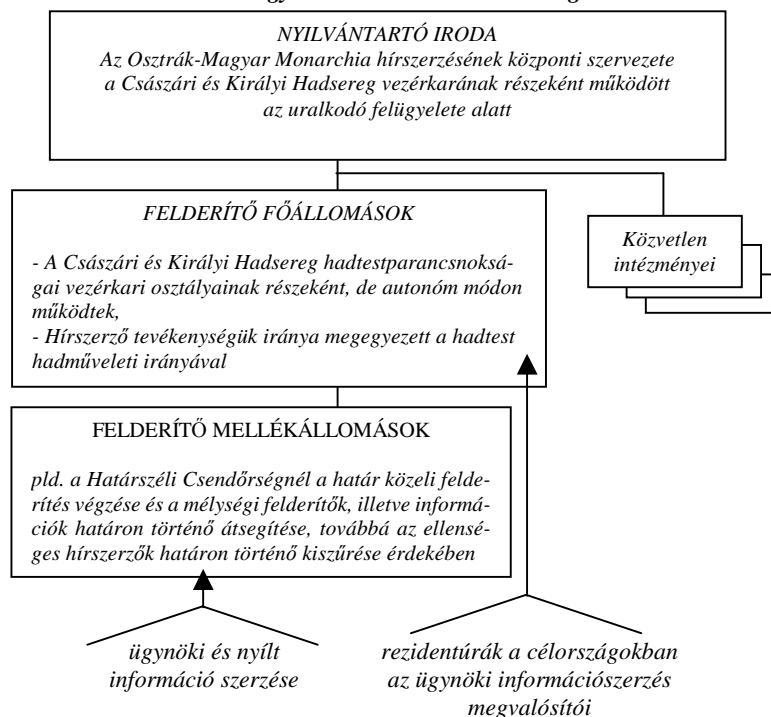 NYILVÁNTARTÓ IRODA
Az Osztrák-Magyar Monarchia hírszerzésének központi szervezete
a Császári és Királyi Hadsereg vezérkarának részeként működött
az uralkodó felügyelete alatt
FELDERÍTŐ FŐÁLLOMÁSOK
- A Császári és Királyi Hadsereg hadtestparancsnoksá-
gai vezérkari osztályainak részeként, de autonóm módon
működtek,
- Hírszerző tevékenységük iránya megegyezett a hadtest
hadműveleti irányával
Közvetlen
intézményei
FELDERÍTŐ MELLÉKÁLLOMÁSOK
pld. a Határszéli Csendőrségnél a határ közeli felde-
rítés végzése és a mélységi felderítők, illetve informá-
ciók határon történő átsegítése, továbbá az ellensé-
ges hírszerzők határon történő kiszűrése érdekében
ügynöki és nyílt
információ szerzése
rezidentúrák a célországokban
az ügynöki információszerzés
megvalósítói